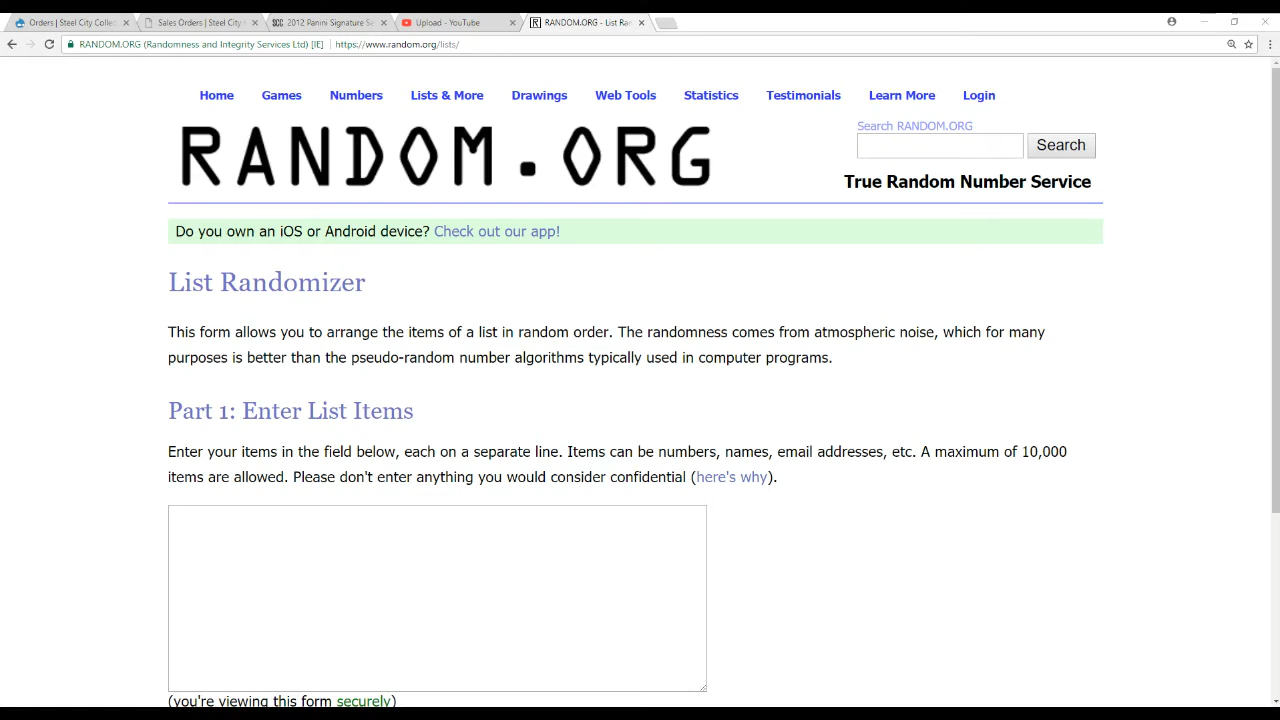 Orders | Steel City Collec
Sales Orders | Steel City
2012 Panini Signature Se
Upload - YouTube
RANDOM.ORG - List Ra
RANDOM.ORG (Randomness and Integrity Services Ltd) [IE] https://www.random.org/lists/
Home Games Numbers Lists & More Drawings Web Tools Statistics Testimonials Learn More Login
RANDOM.ORG
Search RANDOM.ORG
Search
True Random Number Service
Do you own an iOS or Android device? Check out our app!
List Randomizer
This form allows you to arrange the items of a list in random order. The randomness comes from atmospheric noise, which for many
purposes is better than the pseudo-random number algorithms typically used in computer programs.
Part 1: Enter List Items
Enter your items in the field below, each on a separate line. Items can be numbers, names, email addresses, etc. A maximum of 10,000
items are allowed. Please don't enter anything you would consider confidential (here's why).
(you're viewing this form securely)